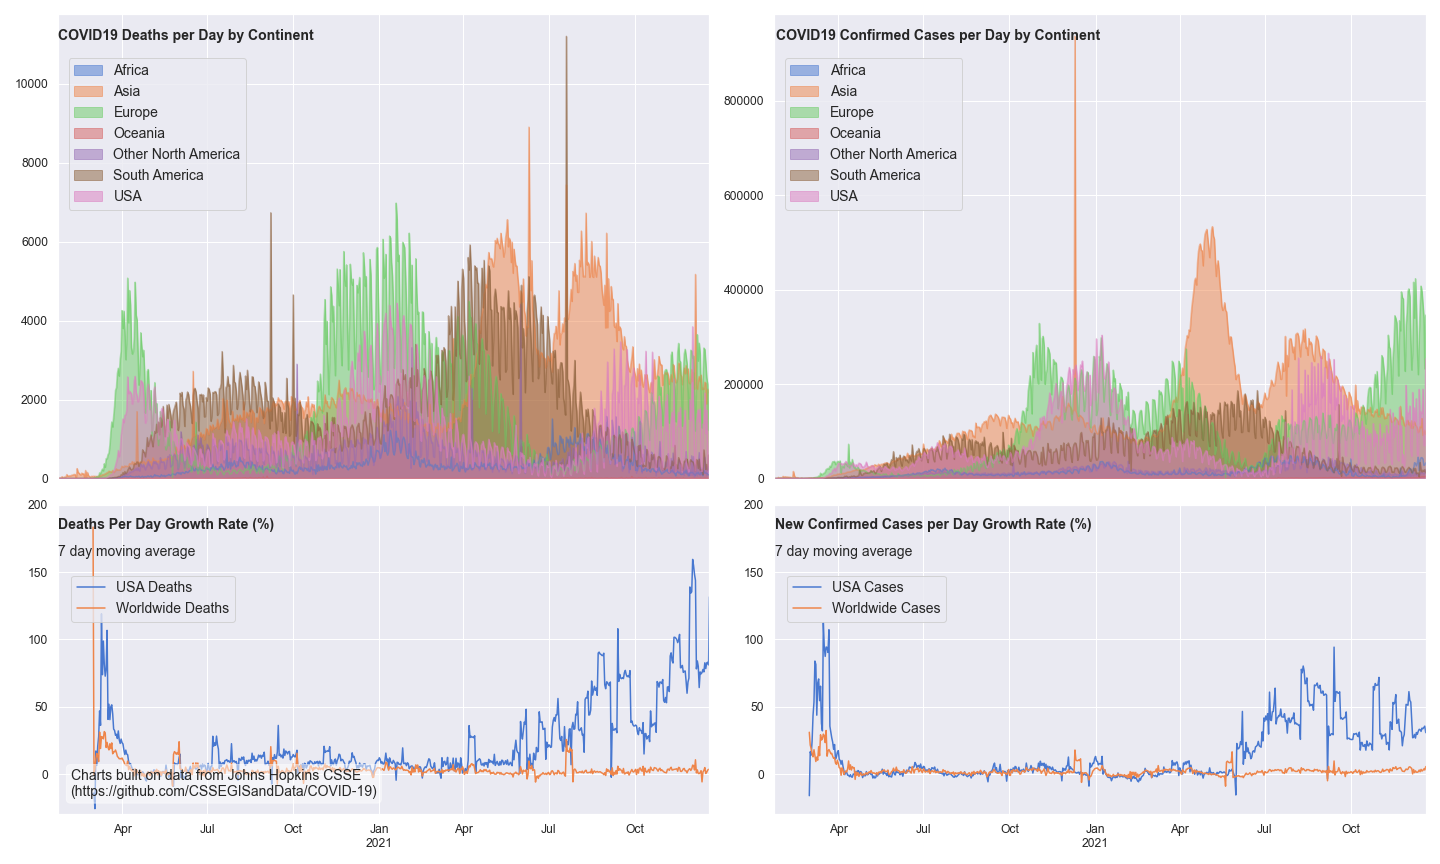 COVID19 Deaths per Day by Continent
Africa
Asia
Europe
Oceania
Other North America
South America
USA
10000
8000
6000
4000
2000
0
COVID19 Confirmed Cases per Day by Continent
Africa
Asia
Europe
Oceania
Other North America
South America
USA
800000
600000
400000
200000
0
Deaths Per Day Growth Rate (%)
7 day moving average
USA Deaths
Worldwide Deaths
200
150
100
50
0
Charts built on data from Johns Hopkins CSSE
(https://github.com/CSSEGISandData/COVID-19)
Apr Jul Oct Jan Apr Jul Oct
2021
New Confirmed Cases per Day Growth Rate (%)
7 day moving average
USA Cases
Worldwide Cases
200
150
100
50
0
Apr Jul Oct Jan Apr Jul Oct
2021